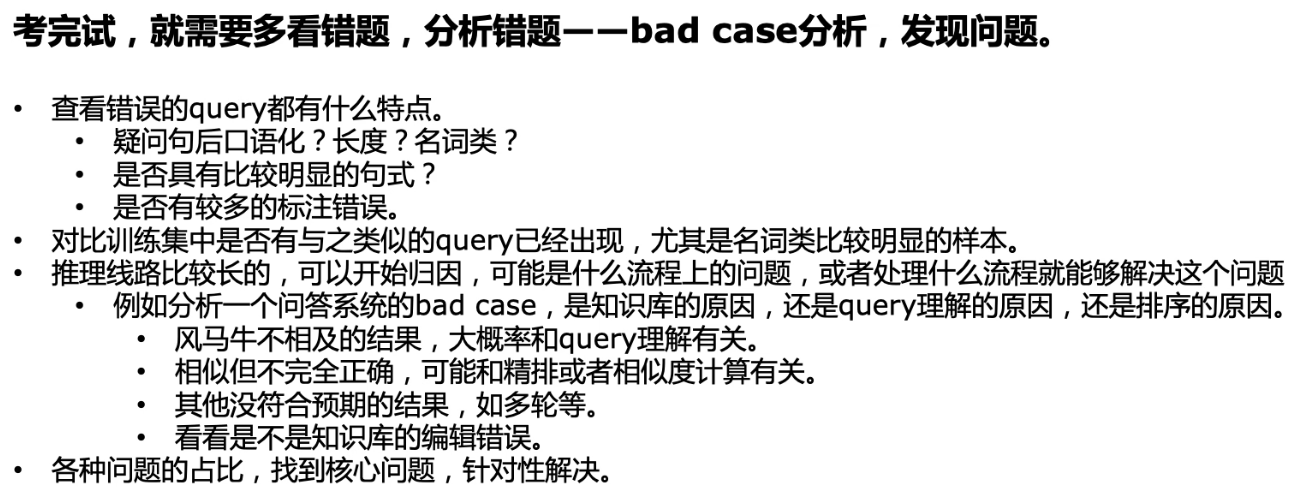 考完试，就需要多看错题，分析错题——bad case分析，发现问题。
• 查看错误的query都有什么特点。
• 疑问句后口语化？长度？名词类？
• 是否具有比较明显的句式？
• 是否有较多的标注错误。
• 对比训练集中是否有与之类似的query已经出现，尤其是名词类比较明显的样本。
• 推理线路比较长的，可以开始归因，可能是什么流程上的问题，或者处理什么流程就能够解决这个问题
• 例如分析一个问答系统的bad case，是知识库的原因，还是query理解的原因，还是排序的原因。
• 风马牛不相及的结果，大概率和query理解有关。
• 相似但不完全正确，可能和精排或者相似度计算有关。
• 其他没符合预期的结果，如多轮等。
• 看看是不是知识库的编辑错误。
• 各种问题的占比，找到核心问题，针对性解决。